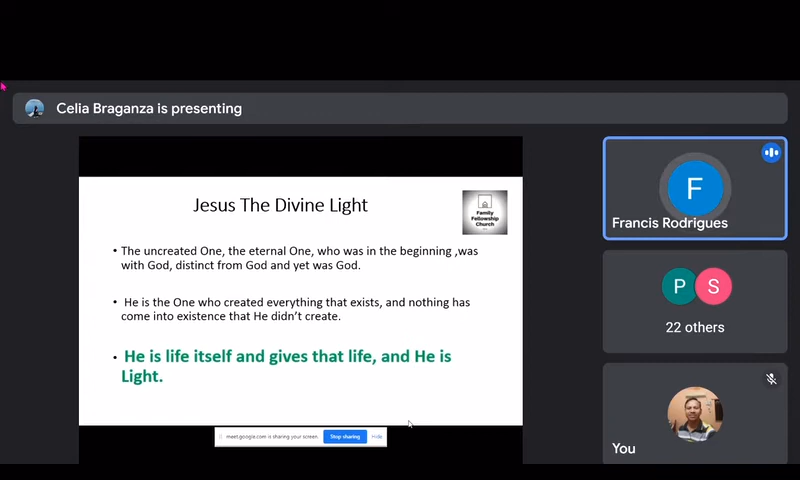 Celia Braganza is presenting
Jesus The Divine Light
Family
Fellowship
Church
• The uncreated One, the eternal One, who was in the beginning ,was
with God, distinct from God and yet was God.
• He is the One who created everything that exists, and nothing has
come into existence that He didn't create.
• He is life itself and gives that life, and He is
Light.
meet.google.com is sharing your screen.
Stop sharing
Hide
F
Francis Rodrigues
P S
22 others
You